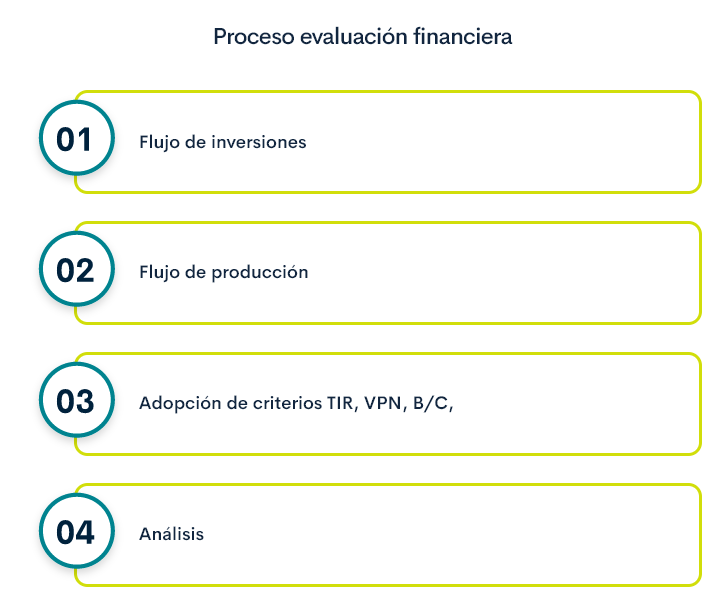 Proceso evaluación financiera
01
Flujo de inversiones
02
Flujo de producción
03
Adopción de criterios TIR, VPN, B/C,
04
Análisis